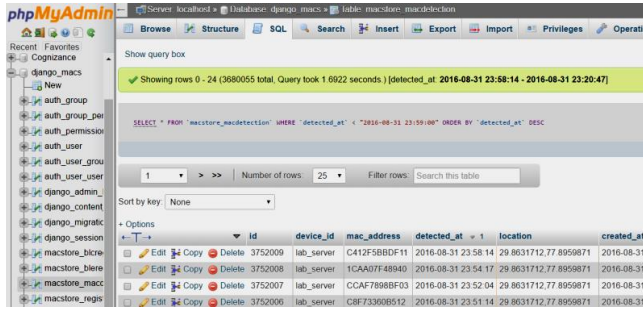 phpMyAdmin
Recent Favorites
Cognizance
django_macs
New
auth_group
auth_group_per
auth_permission
auth_user
auth_user_grou
auth_user_user
django_admin_
django_content
django_migratic
django_session
macstore_blcre
macstore_blere
macstore_macc
macstore_regis
Server: localhost » Database: django_macs » Table: macstore_macdetection
Browse Structure SQL Search Insert Export Import Privileges Operati
Show query box
Showing rows 0 - 24 (3680055 total, Query took 1.6922 seconds.) [detected_at: 2016-08-31 23:58:14 - 2016-08-31 23:20:47]
SELECT * FROM `macstore_macdetection` WHERE `detected_at` < "2016-08-31 23:59:00" ORDER BY `detected_at` DESC
1 > >> Number of rows: 25 Filter rows: Search this table
Sort by key: None
+ Options
←T→ id device_id mac_address detected_at 1 location created_at
Edit Copy Delete 3752009 lab_server C412F5BBDF11 2016-08-31 23:58:14 29.8631712,77.8959871 2016-08-31
Edit Copy Delete 3752008 lab_server 1CAA07F48940 2016-08-31 23:54:17 29.8631712,77.8959871 2016-08-31
Edit Copy Delete 3752007 lab_server CCAF7898BF03 2016-08-31 23:52:04 29.8631712,77.8959871 2016-08-31
Edit Copy Delete 3752006 lab_server C8F73360B512 2016-08-31 23:51:14 29.8631712,77.8959871 2016-08-31